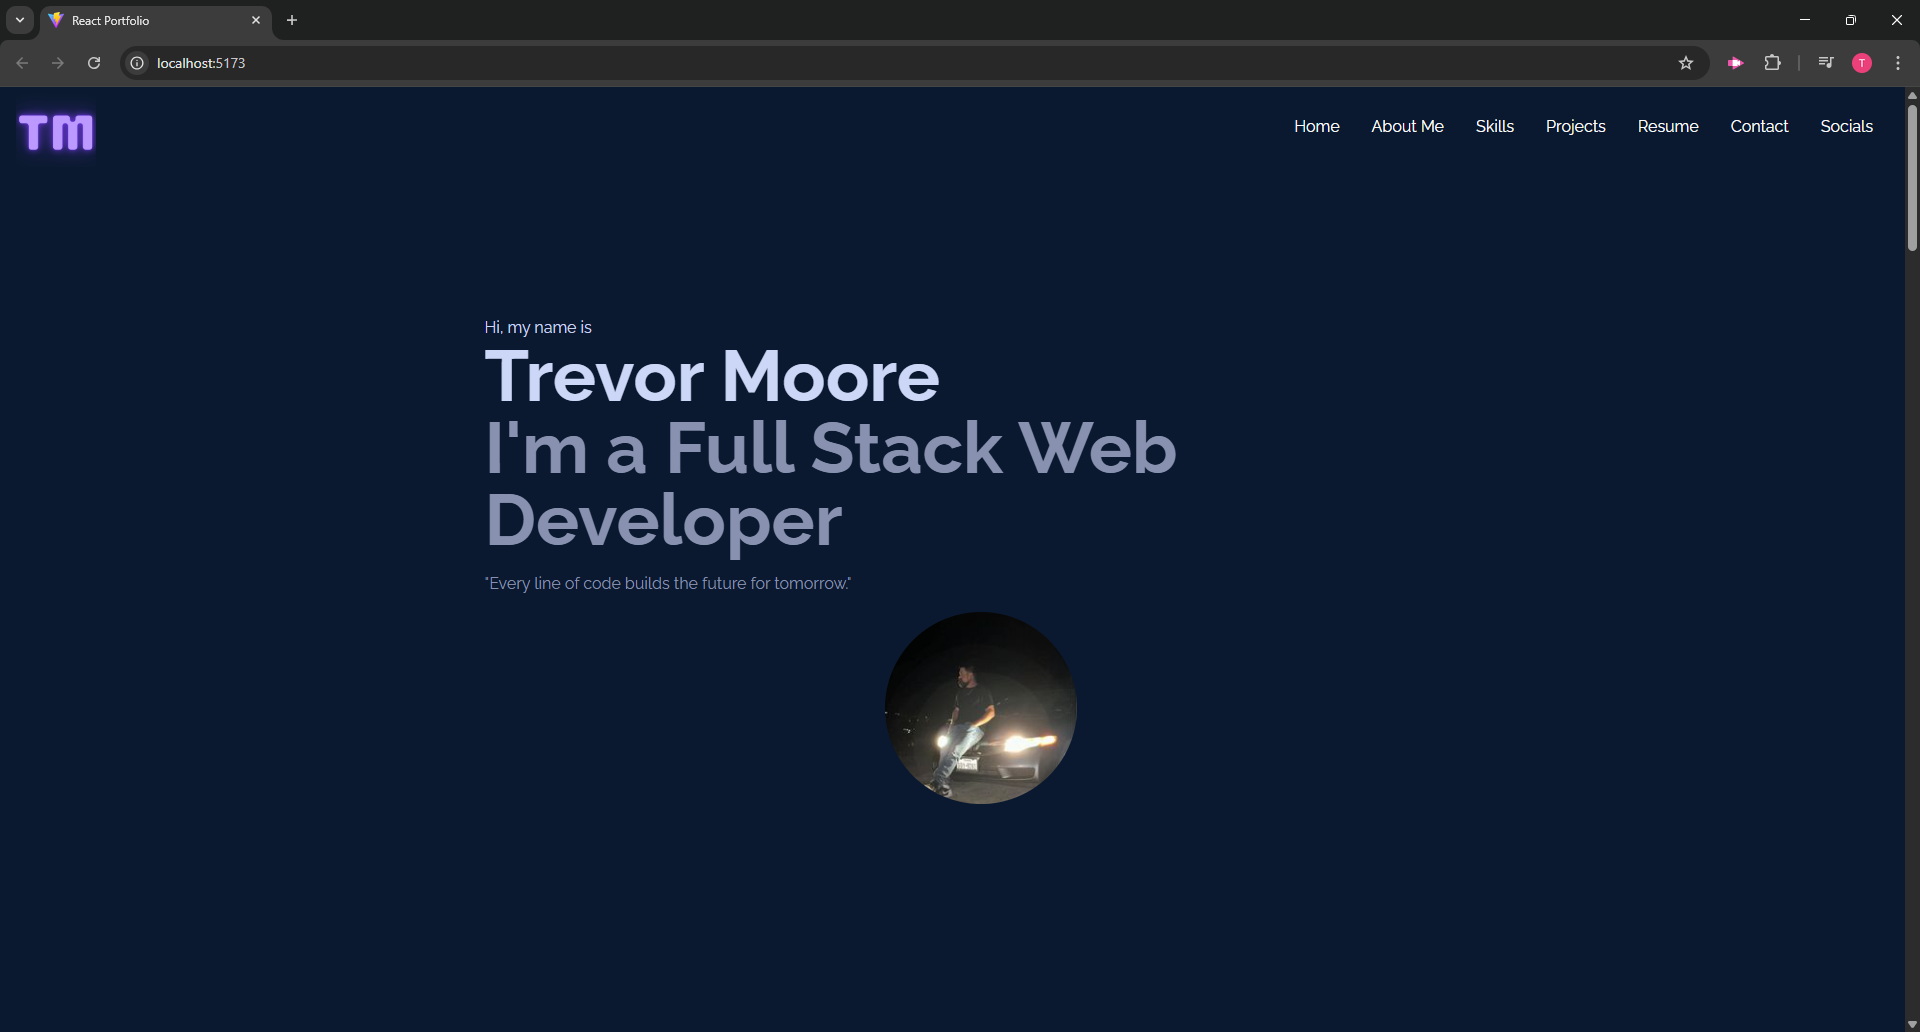 React Portfolio
localhost:5173
T
TM
Home About Me Skills Projects Resume Contact Socials
Hi, my name is
Trevor Moore
I'm a Full Stack Web
Developer
"Every line of code builds the future for tomorrow."